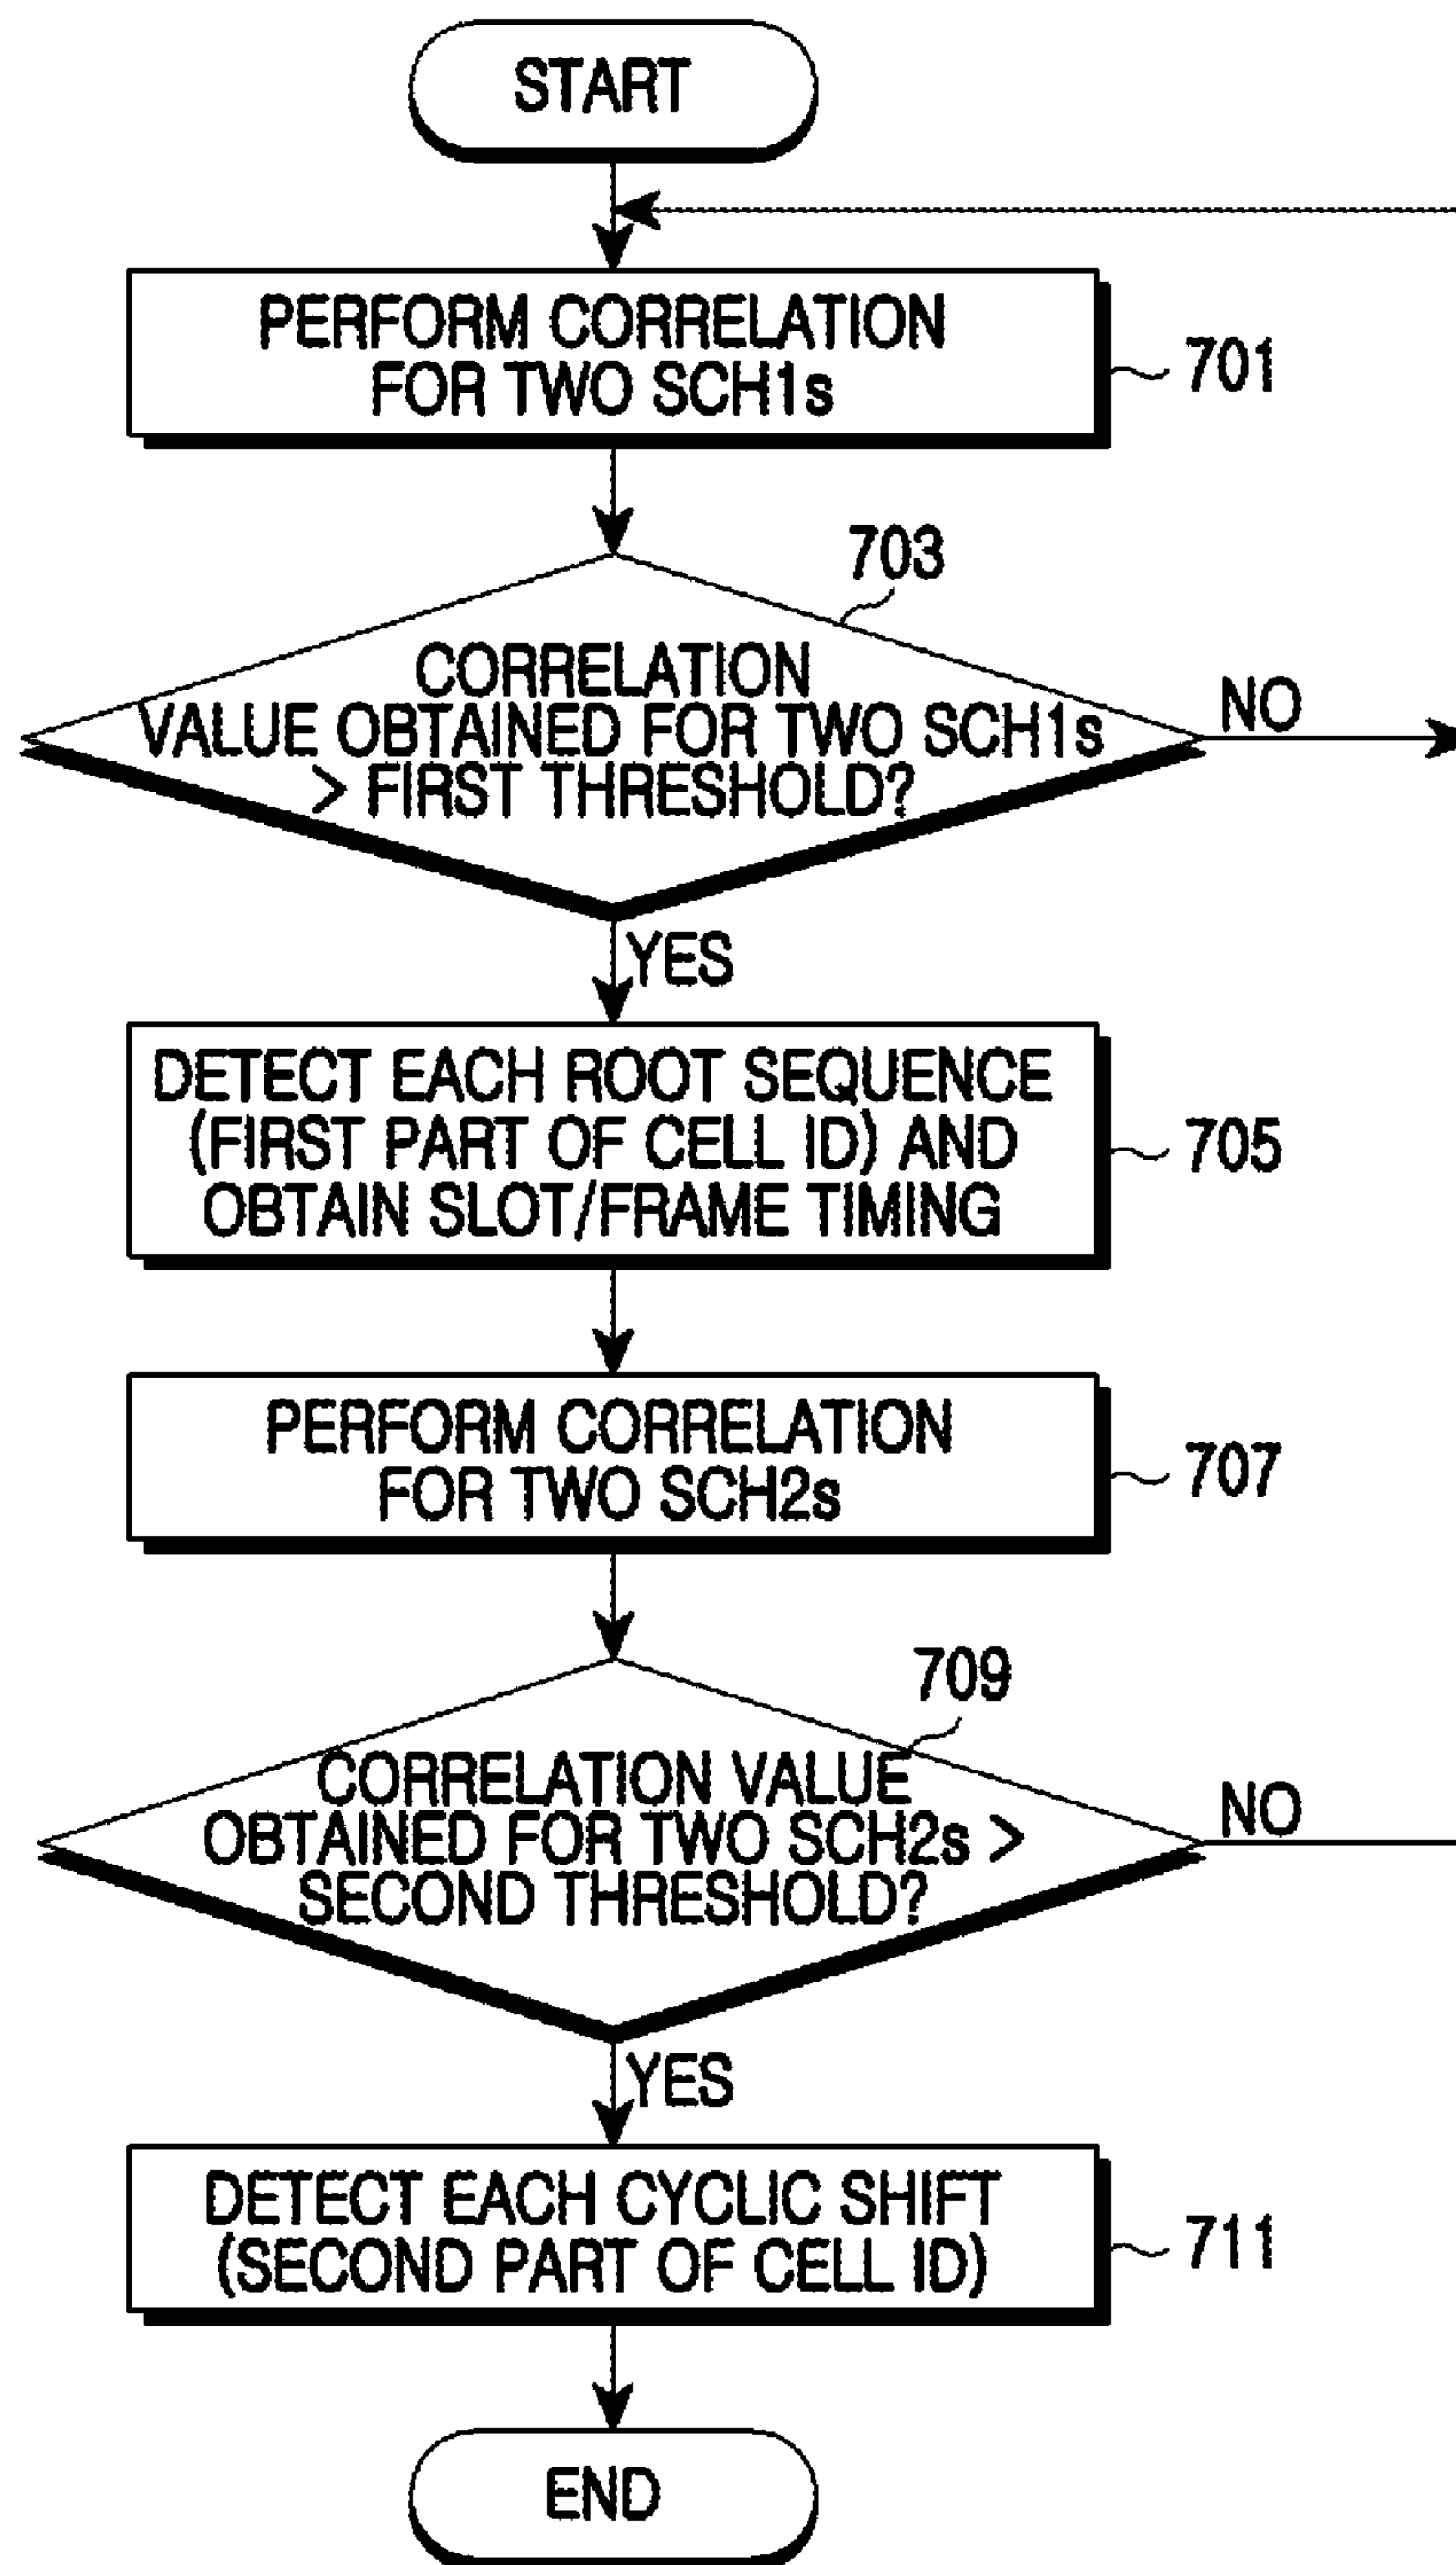 START
PERFORM CORRELATION
FOR TWO SCH1s
701
703
CORRELATION
VALUE OBTAINED FOR TWO SCH1s
> FIRST THRESHOLD?
NO
YES
DETECT EACH ROOT SEQUENCE
(FIRST PART OF CELL ID) AND
OBTAIN SLOT/FRAME TIMING
705
PERFORM CORRELATION
FOR TWO SCH2s
707
709
CORRELATION VALUE
OBTAINED FOR TWO SCH2s >
SECOND THRESHOLD?
NO
YES
DETECT EACH CYCLIC SHIFT
(SECOND PART OF CELL ID)
711
END